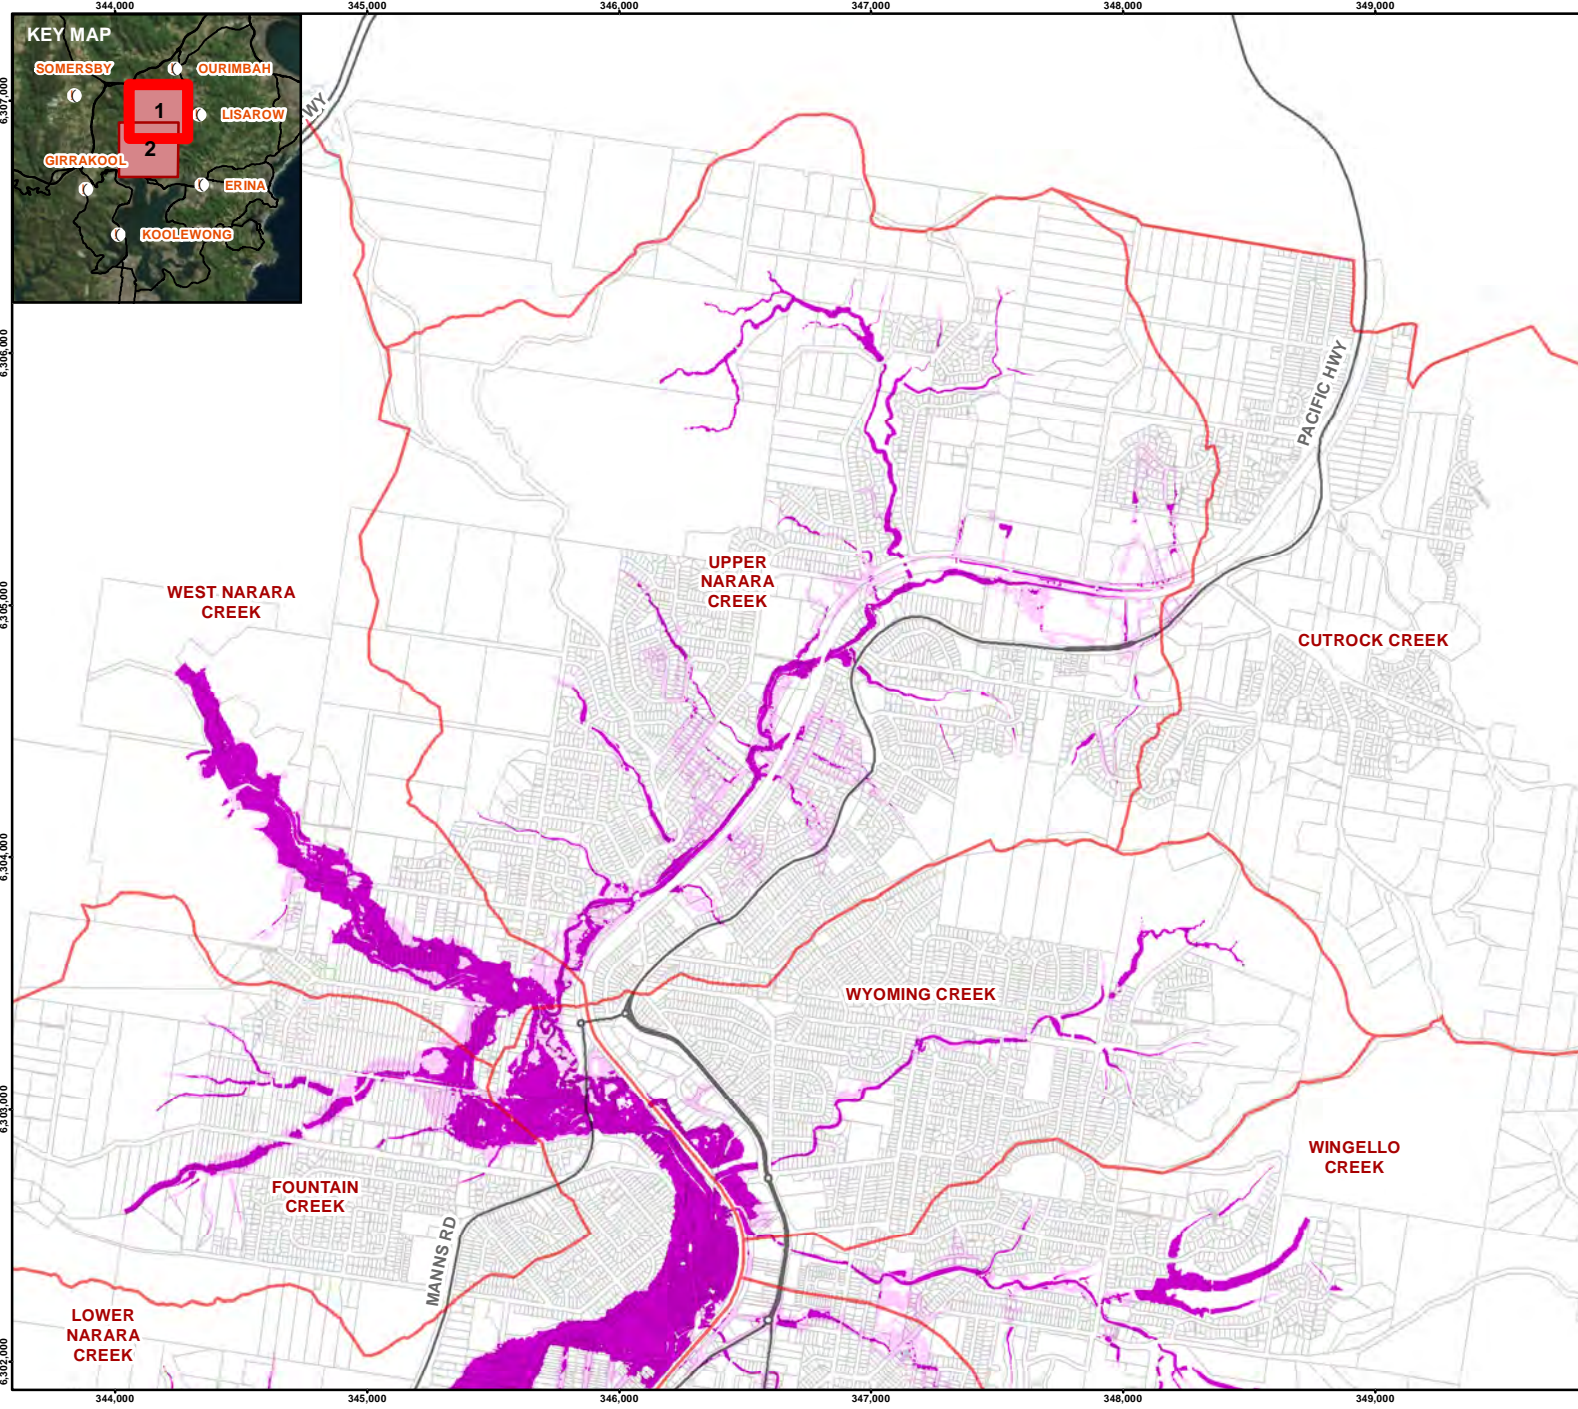 344,000
345,000
346,000
347,000
348,000
349,000
KEY MAP
SOMERSBY
OURIMBAH
1
LISAROW
2
GIRRAKOOL
ERINA
KOOLEWONG
WY
6,307,000
6,306,000
PACIFIC HWY
UPPER
NARARA
CREEK
WEST NARARA
CREEK
6,305,000
CUTROCK CREEK
6,304,000
WYOMING CREEK
6,303,000
WINGELLO
CREEK
FOUNTAIN
CREEK
MANNS RD
LOWER
NARARA
CREEK
6,302,000
344,000
345,000
346,000
347,000
348,000
349,000